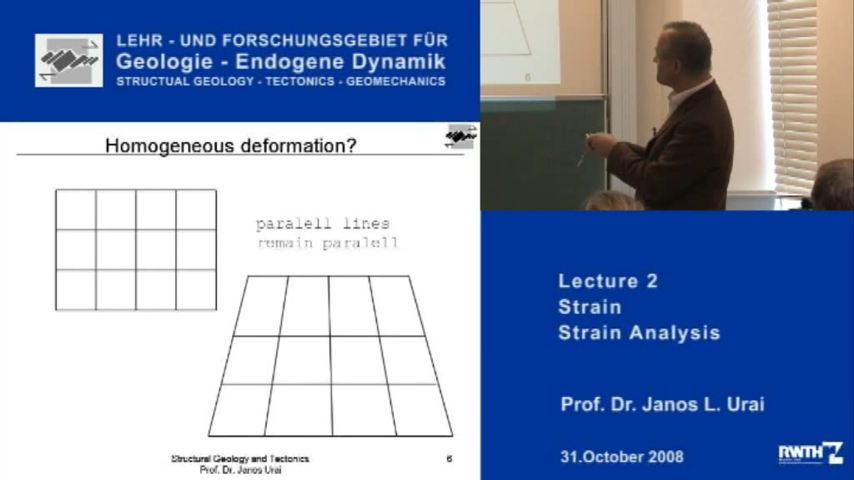 LEHR - UND FORSCHUNGSGEBIET FÜR
Geologie - Endogene Dynamik
STRUCTUAL GEOLOGY - TECTONICS - GEOMECHANICS
Homogeneous deformation?
paralell lines
remain paralell
Structural Geology and Tectonics
Prof. Dr. Janos Urai
6
6
Lecture 2
Strain
Strain Analysis
Prof. Dr. Janos L. Urai
31.October 2008
RWTH